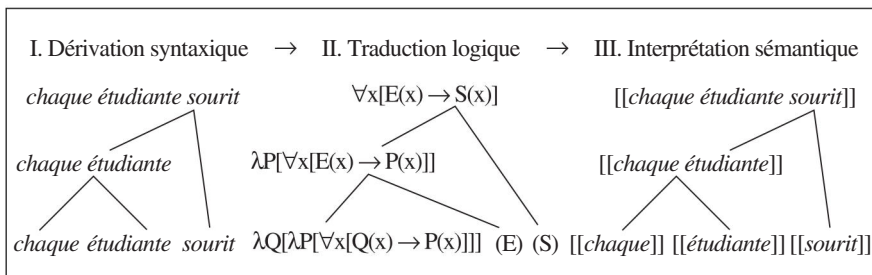 I. Dérivation syntaxique → II. Traduction logique → III. Interprétation sémantique
chaque étudiante sourit ∀x[E(x) → S(x)] [[chaque étudiante sourit]]
chaque étudiante λP[∀x[E(x) → P(x)]] [[chaque étudiante]]
chaque étudiante sourit λQ[λP[∀x[Q(x) → P(x)]]] (E) (S) [[chaque]] [[étudiante]] [[sourit]]